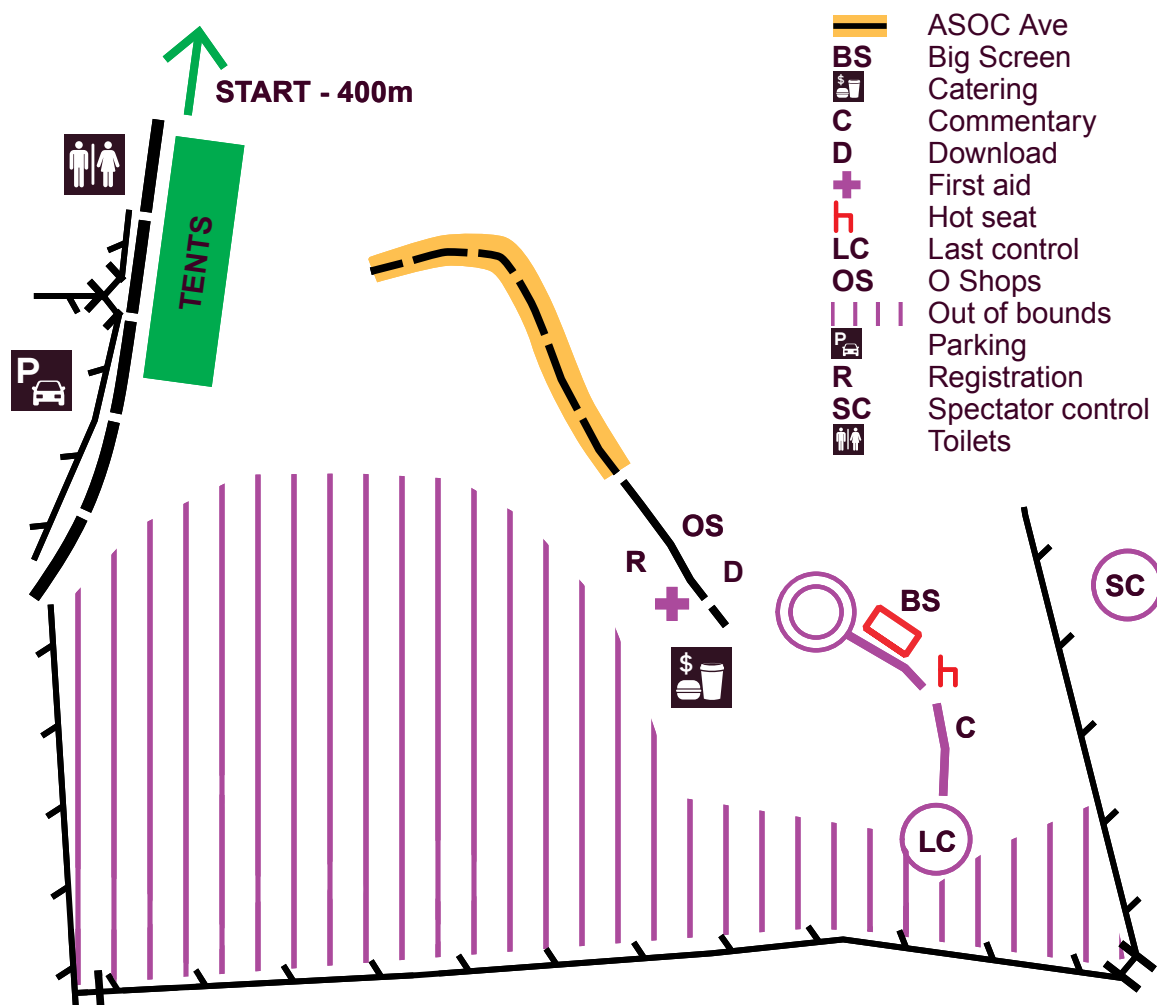 START - 400m
TENTS
P
OS
R
D
BS
SC
$
C
LC
ASOC Ave
BS Big Screen
$ Catering
C Commentary
D Download
First aid
Hot seat
LC Last control
OS O Shops
Out of bounds
P Parking
R Registration
SC Spectator control
Toilets